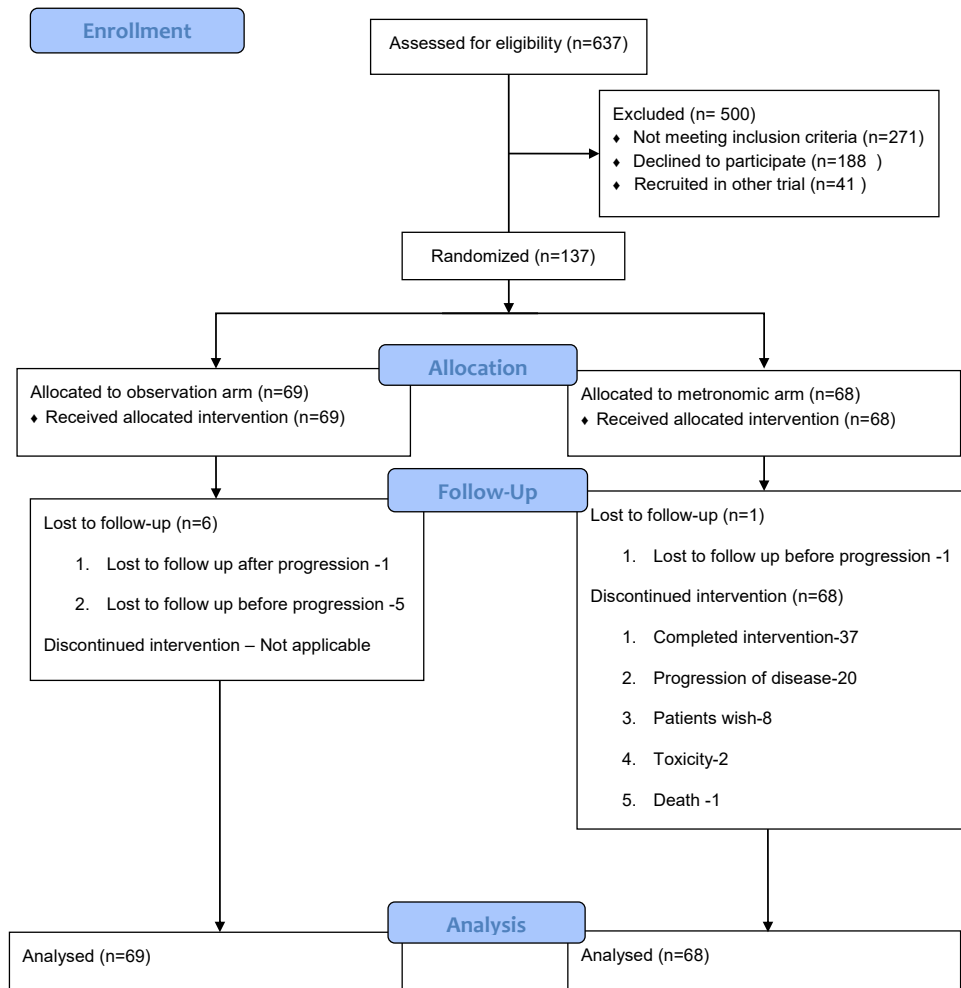 Enrollment
Assessed for eligibility (n=637)
Excluded (n= 500)
♦ Not meeting inclusion criteria (n=271)
♦ Declined to participate (n=188 )
♦ Recruited in other trial (n=41 )
Randomized (n=137)
Allocation
Allocated to observation arm (n=69)
♦ Received allocated intervention (n=69)
Allocated to metronomic arm (n=68)
♦ Received allocated intervention (n=68)
Follow-Up
Lost to follow-up (n=6)
1. Lost to follow up after progression -1
2. Lost to follow up before progression -5
Discontinued intervention – Not applicable
Lost to follow-up (n=1)
1. Lost to follow up before progression -1
Discontinued intervention (n=68)
1. Completed intervention-37
2. Progression of disease-20
3. Patients wish-8
4. Toxicity-2
5. Death -1
Analysis
Analysed (n=69)
Analysed (n=68)